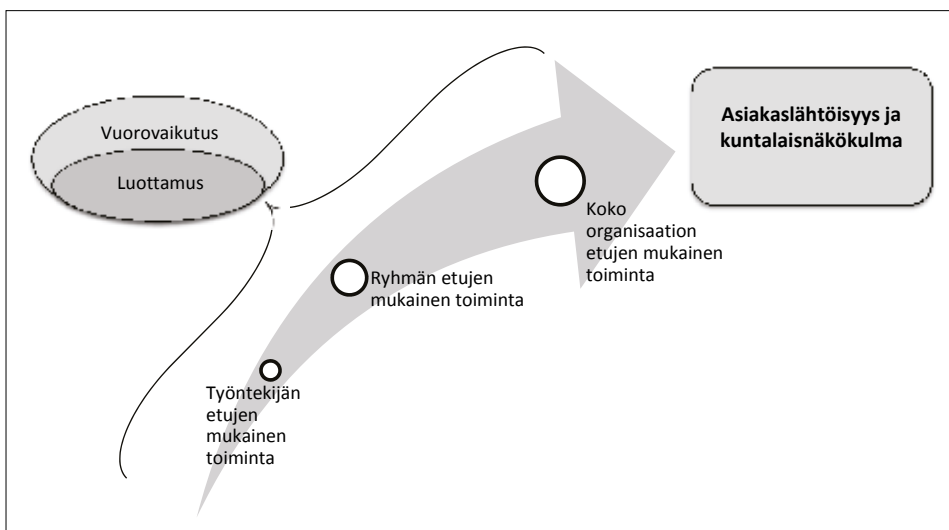 Vuorovaikutus
Luottamus
Asiakaslähtöisyys ja
kuntalaisnäkökulma
Koko
organisaation
etujen mukainen
toiminta
Ryhmän etujen
mukainen toiminta
Työntekijän
etujen
mukainen
toiminta